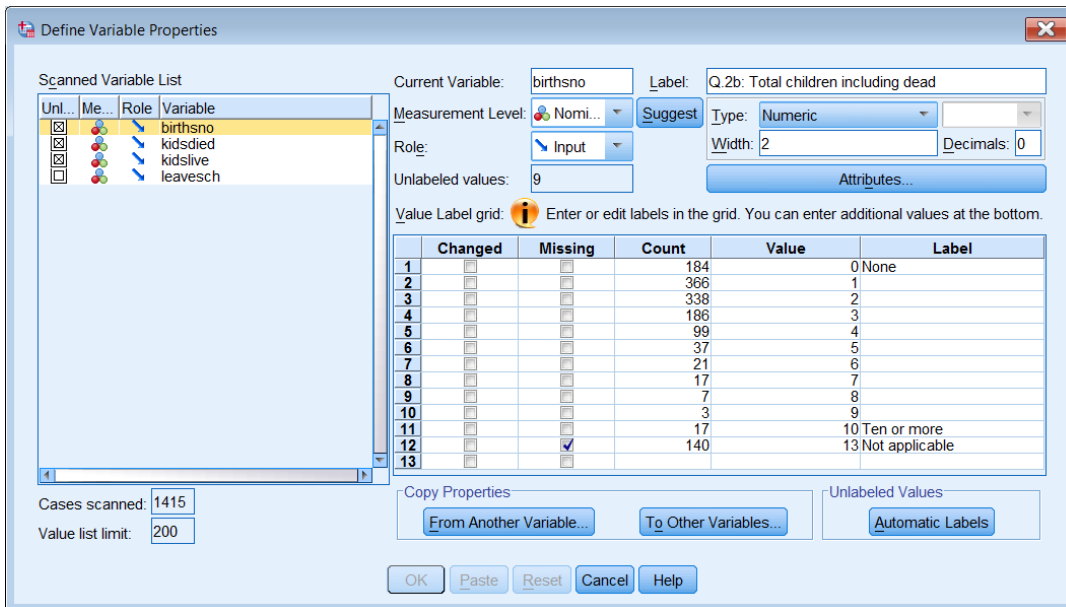 Define Variable Properties
Scanned Variable List
Unl... Me... Role Variable
birthsno
kidsdied
kidslive
leavesch
Cases scanned: 1415
Value list limit: 200
Current Variable: birthsno Label: Q.2b: Total children including dead
Measurement Level: Nomi... Suggest Type: Numeric
Role: Input Width: 2 Decimals: 0
Unlabeled values: 9 Attributes...
Value Label grid: i Enter or edit labels in the grid. You can enter additional values at the bottom.
Changed Missing Count Value Label
1 184 0 None
2 366 1
3 338 2
4 186 3
5 99 4
6 37 5
7 21 6
8 17 7
9 7 8
10 3 9
11 17 10 Ten or more
12 140 13 Not applicable
13
Copy Properties Unlabeled Values
From Another Variable... To Other Variables... Automatic Labels
OK Paste Reset Cancel Help